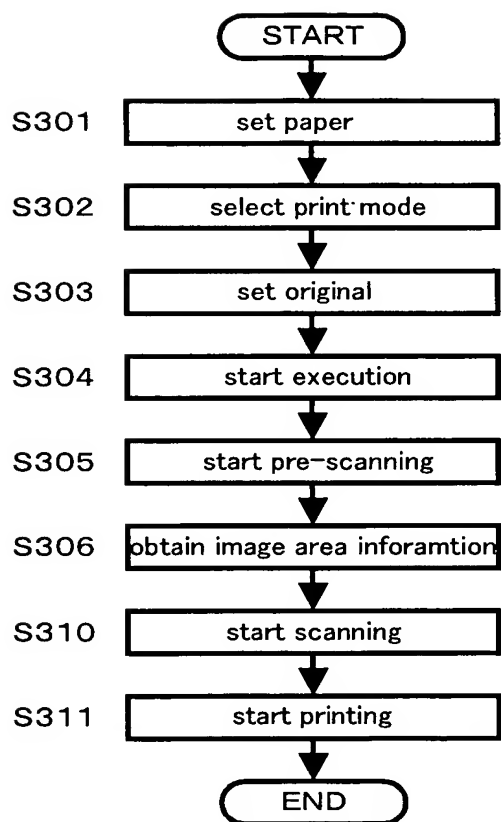 START
S301 set paper
S302 select print mode
S303 set original
S304 start execution
S305 start pre-scanning
S306 obtain image area inforamtion
S310 start scanning
S311 start printing
END